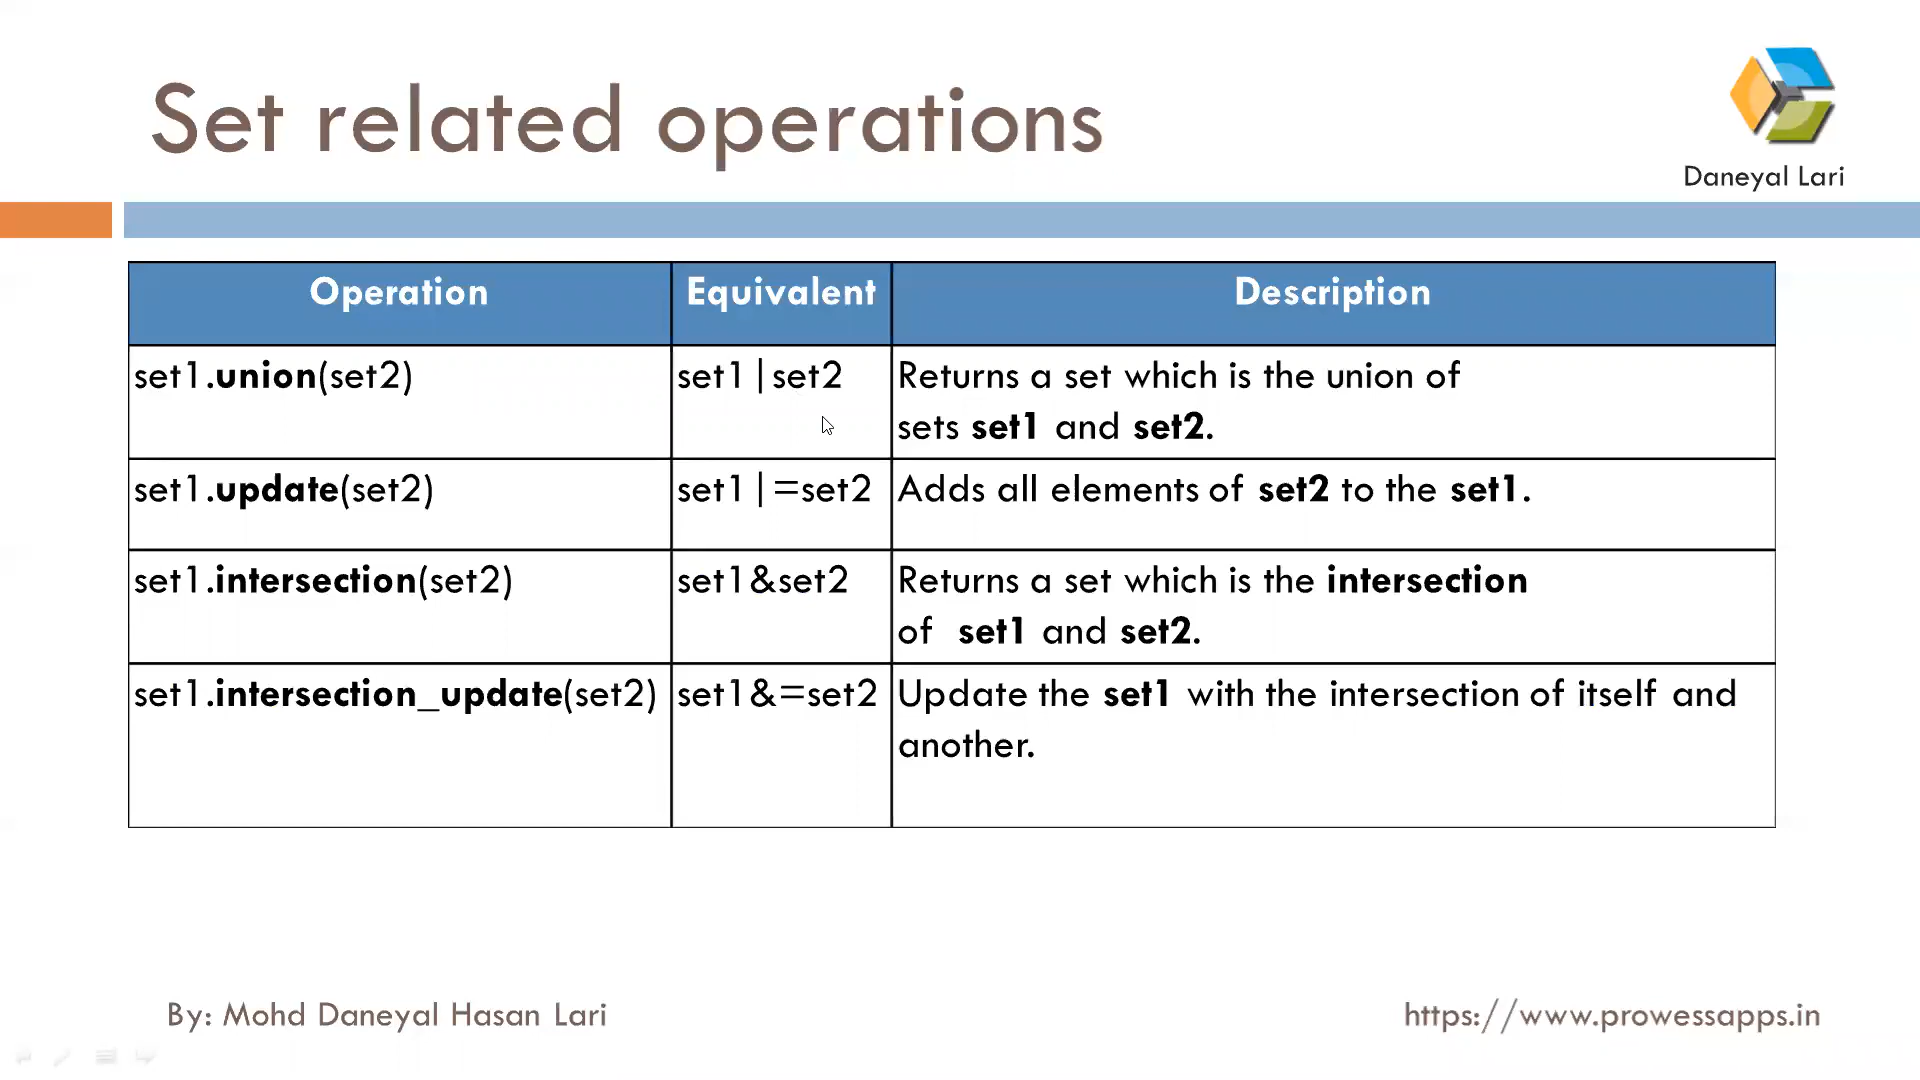 Set related operations
Daneyal Lari
Operation Equivalent Description
set1.union(set2) set1|set2 Returns a set which is the union of
sets set1 and set2.
set1.update(set2) set1|=set2 Adds all elements of set2 to the set1.
set1.intersection(set2) set1&set2 Returns a set which is the intersection
of set1 and set2.
set1.intersection_update(set2) set1&=set2 Update the set1 with the intersection of itself and
another.
By: Mohd Daneyal Hasan Lari
https://www.prowessapps.in